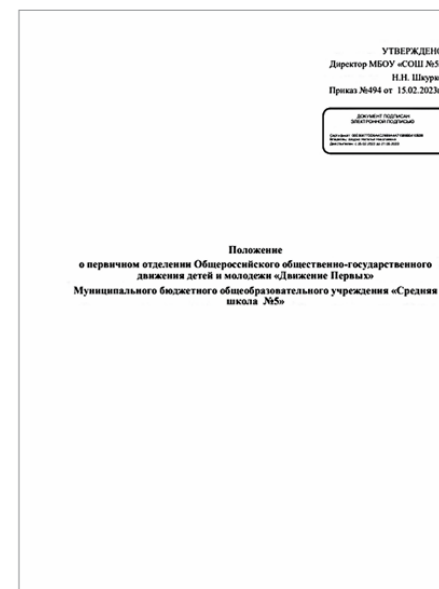 УТВЕРЖДЕНО
Директор МБОУ «СОШ №5
Н.Н. Шкурк
Приказ №494 от 15.02.2023
ДОКУМЕНТ ПОДПИСАН
ЭЛЕКТРОННОЙ ПОДПИСЬЮ
Положение
о первичном отделении Общероссийского общественно-государственного
движения детей и молодежи «Движение Первых»
Муниципального бюджетного общеобразовательного учреждения «Средняя
школа №5»